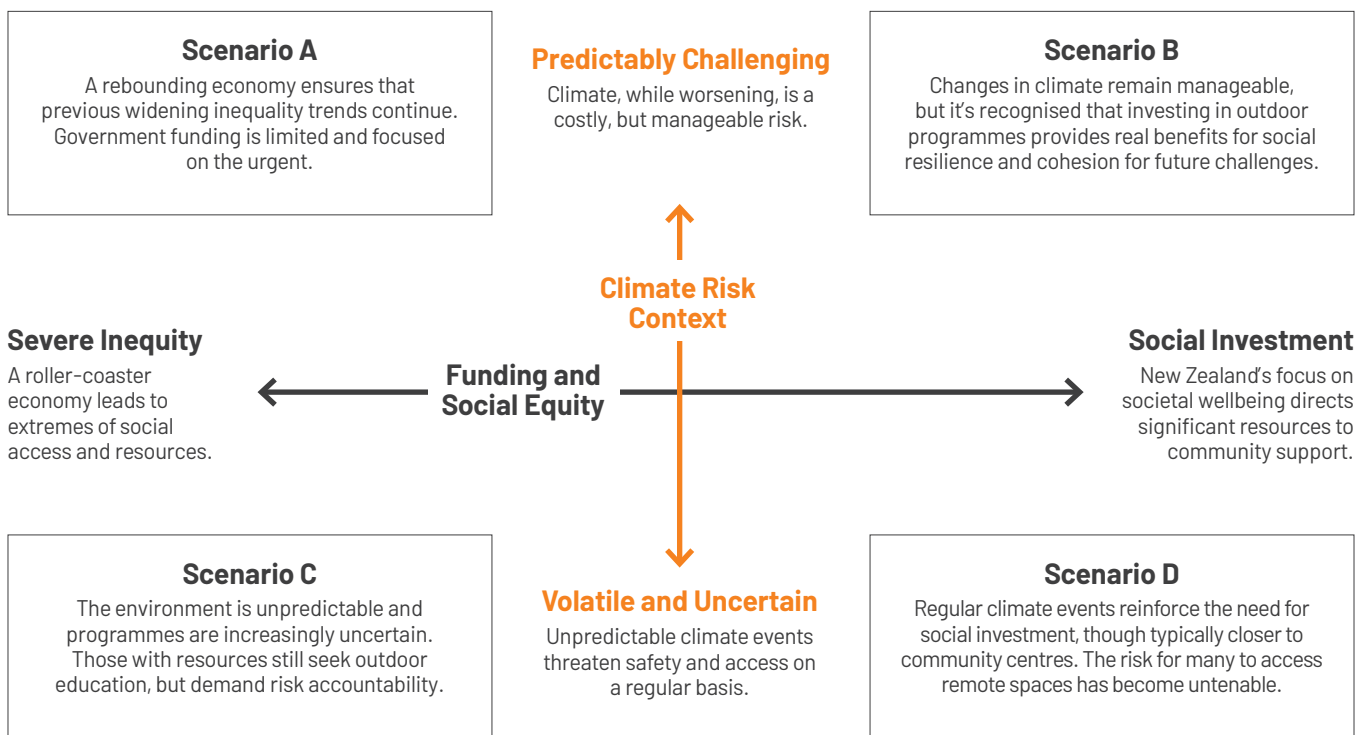 Scenario A
A rebounding economy ensures that
previous widening inequality trends continue.
Government funding is limited and focused
on the urgent.
Predictably Challenging
Climate, while worsening, is a
costly, but manageable risk.
Scenario B
Changes in climate remain manageable,
but it's recognised that investing in outdoor
programmes provides real benefits for social
resilience and cohesion for future challenges.
Climate Risk
Context
Severe Inequity
A roller-coaster
economy leads to
extremes of social
access and resources.
Funding and
Social Equity
Social Investment
New Zealand's focus on
societal wellbeing directs
significant resources to
community support.
Scenario C
The environment is unpredictable and
programmes are increasingly uncertain.
Those with resources still seek outdoor
education, but demand risk accountability.
Volatile and Uncertain
Unpredictable climate events
threaten safety and access on
a regular basis.
Scenario D
Regular climate events reinforce the need for
social investment, though typically closer to
community centres. The risk for many to access
remote spaces has become untenable.